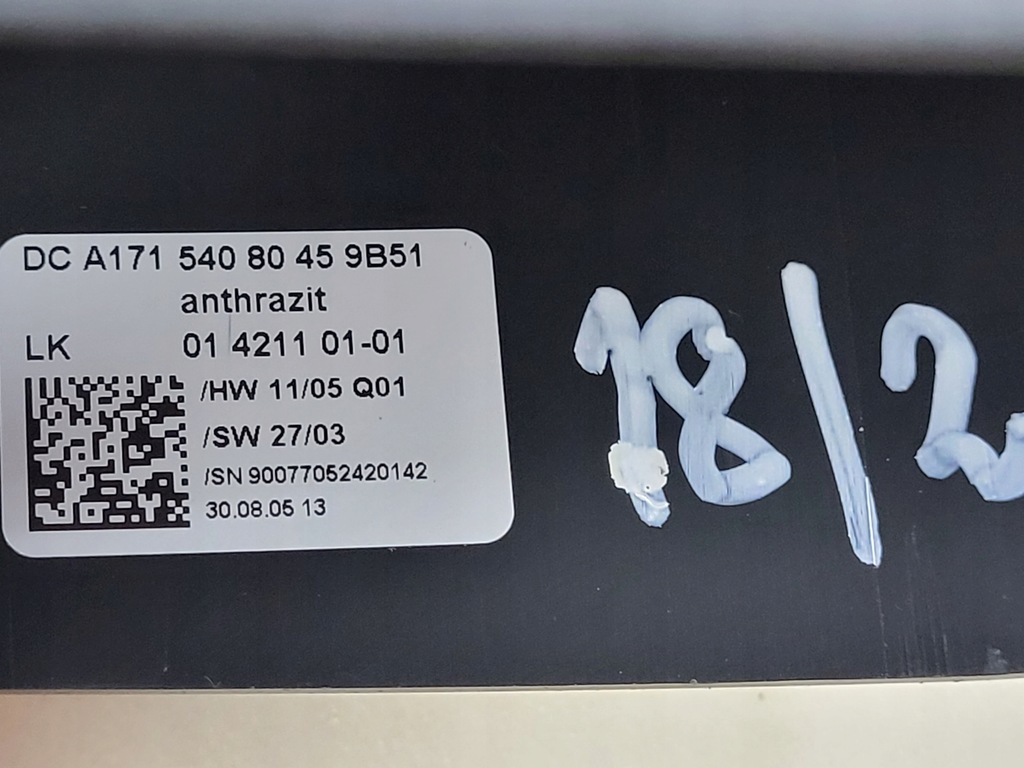 DC A171 540 80 45 9B51
anthrazit
LK 01 4211 01-01
/HW 11/05 Q01
/SW 27/03
/SN 90077052420142
30.08.05 13
18/2